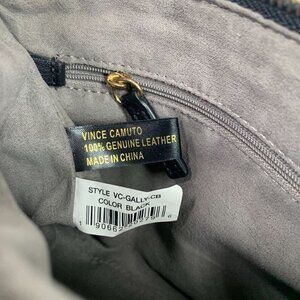 VINCE CAMUTO
100% GENUINE LEATHER
MADE IN CHINA
STYLE VC-GALLY-CB
COLOR BLACK